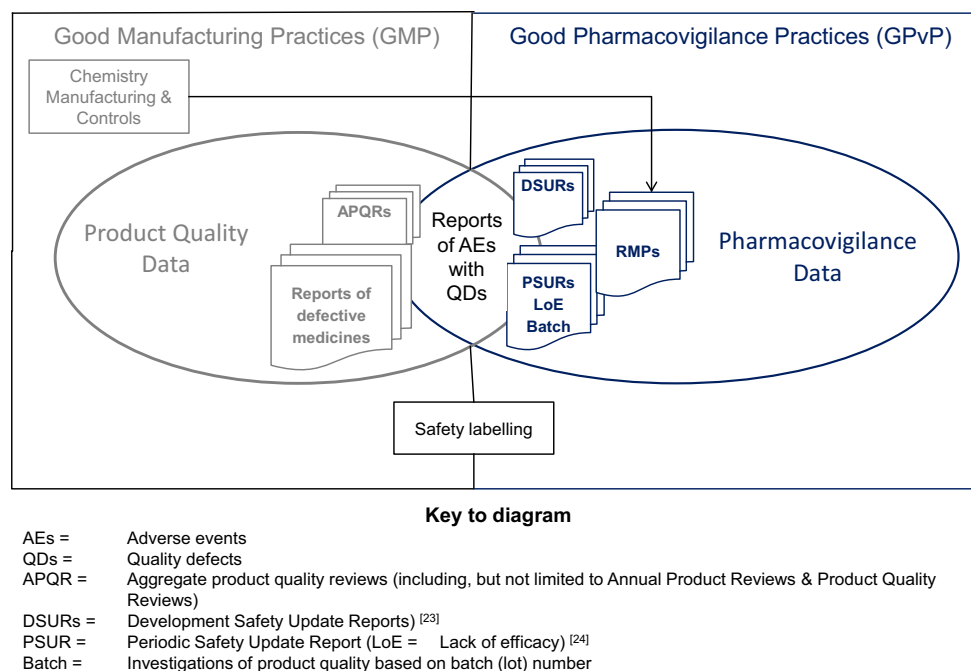 Good Manufacturing Practices (GMP)
Good Pharmacovigilance Practices (GPvP)
Chemistry
Manufacturing &
Controls
Product Quality
Data
APQRs
Reports of
defective
medicines
Reports
of AEs
with
QDs
DSURs
PSURs
LoE
Batch
RMPs
Pharmacovigilance
Data
Safety labelling
Key to diagram
AEs = Adverse events
QDs = Quality defects
APQR = Aggregate product quality reviews (including, but not limited to Annual Product Reviews & Product Quality
Reviews)
DSURs = Development Safety Update Reports) [23]
PSUR = Periodic Safety Update Report (LoE = Lack of efficacy) [24]
Batch = Investigations of product quality based on batch (lot) number